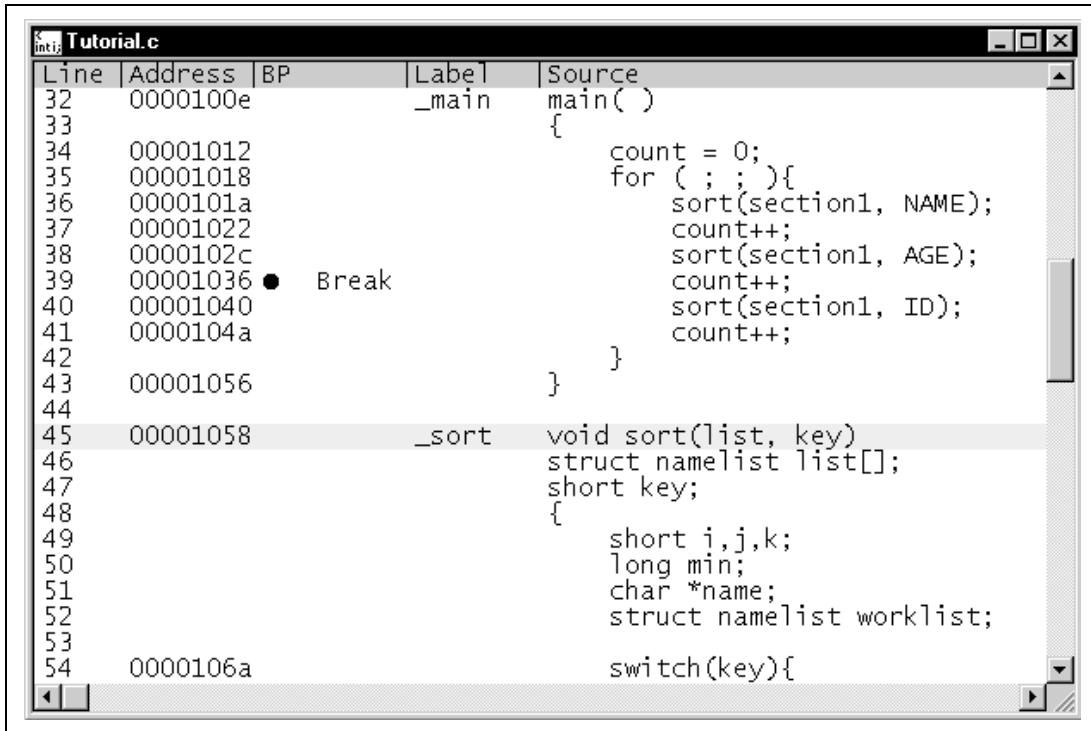 inti; Tutorial.c
Line |Address |BP |Label |Source
32 0000100e _main main( )
33 {
34 00001012 count = 0;
35 00001018 for ( ; ; ){
36 0000101a sort(section1, NAME);
37 00001022 count++;
38 0000102c sort(section1, AGE);
39 00001036 ● Break count++;
40 00001040 sort(section1, ID);
41 0000104a count++;
42 }
43 00001056 }
44
45 00001058 _sort void sort(list, key)
46 struct namelist list[];
47 short key;
48 {
49 short i,j,k;
50 long min;
51 char *name;
52 struct namelist worklist;
53
54 0000106a switch(key){